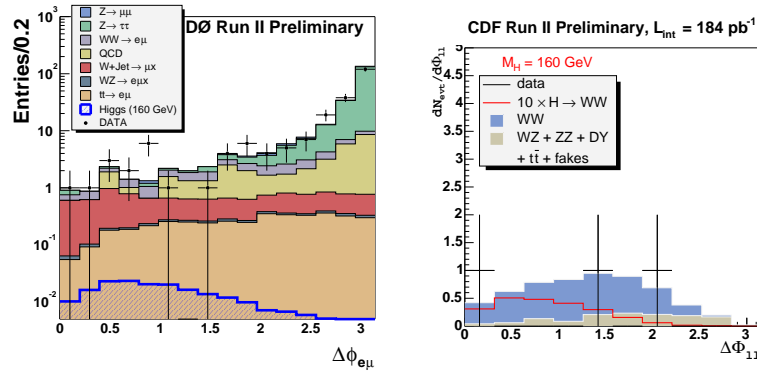 DØ Run II Preliminary
Entries/0.2
Z→μμ
Z→ττ
WW→eμ
QCD
W+Jet→μx
WZ→eμx
tt→eμ
Higgs (160 GeV)
DATA
10³
10²
10
1
10⁻¹
10⁻²
0 0.5 1 1.5 2 2.5 3
Δϕeμ
CDF Run II Preliminary, Lint = 184 pb⁻¹
dNevt/dΦll
MH = 160 GeV
data
10 × H → WW
WW
WZ + ZZ + DY
+ tt̄ + fakes
5
4.5
4
3.5
3
2.5
2
1.5
1
0.5
0
0 0.5 1 1.5 2 2.5 3
ΔΦll